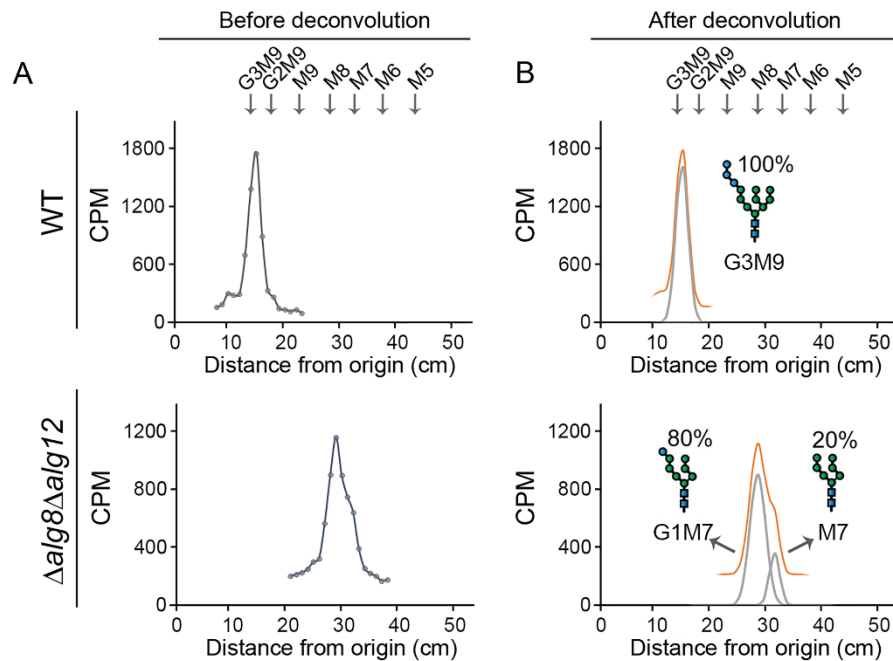 Before deconvolution
After deconvolution
A
G3M9 G2M9 M9 M8 M7 M6 M5
B
G3M9 G2M9 M9 M8 M7 M6 M5
WT
CPM
1800
1200
600
0
0 10 20 30 40 50
Distance from origin (cm)
CPM
1800
1200
600
0
100%
G3M9
0 10 20 30 40 50
Distance from origin (cm)
Δalg8Δalg12
CPM
1200
800
400
0
0 10 20 30 40 50
Distance from origin (cm)
CPM
1200
800
400
0
80%
20%
G1M7
M7
0 10 20 30 40 50
Distance from origin (cm)